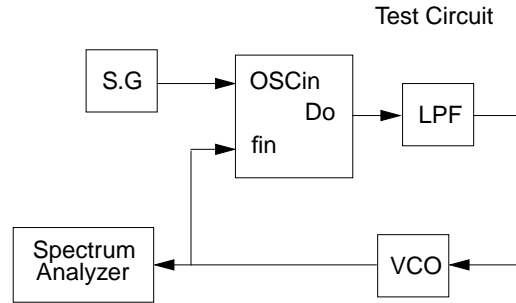 Test Circuit
S.G
OSCin
Do
fin
LPF
Spectrum
Analyzer
VCO